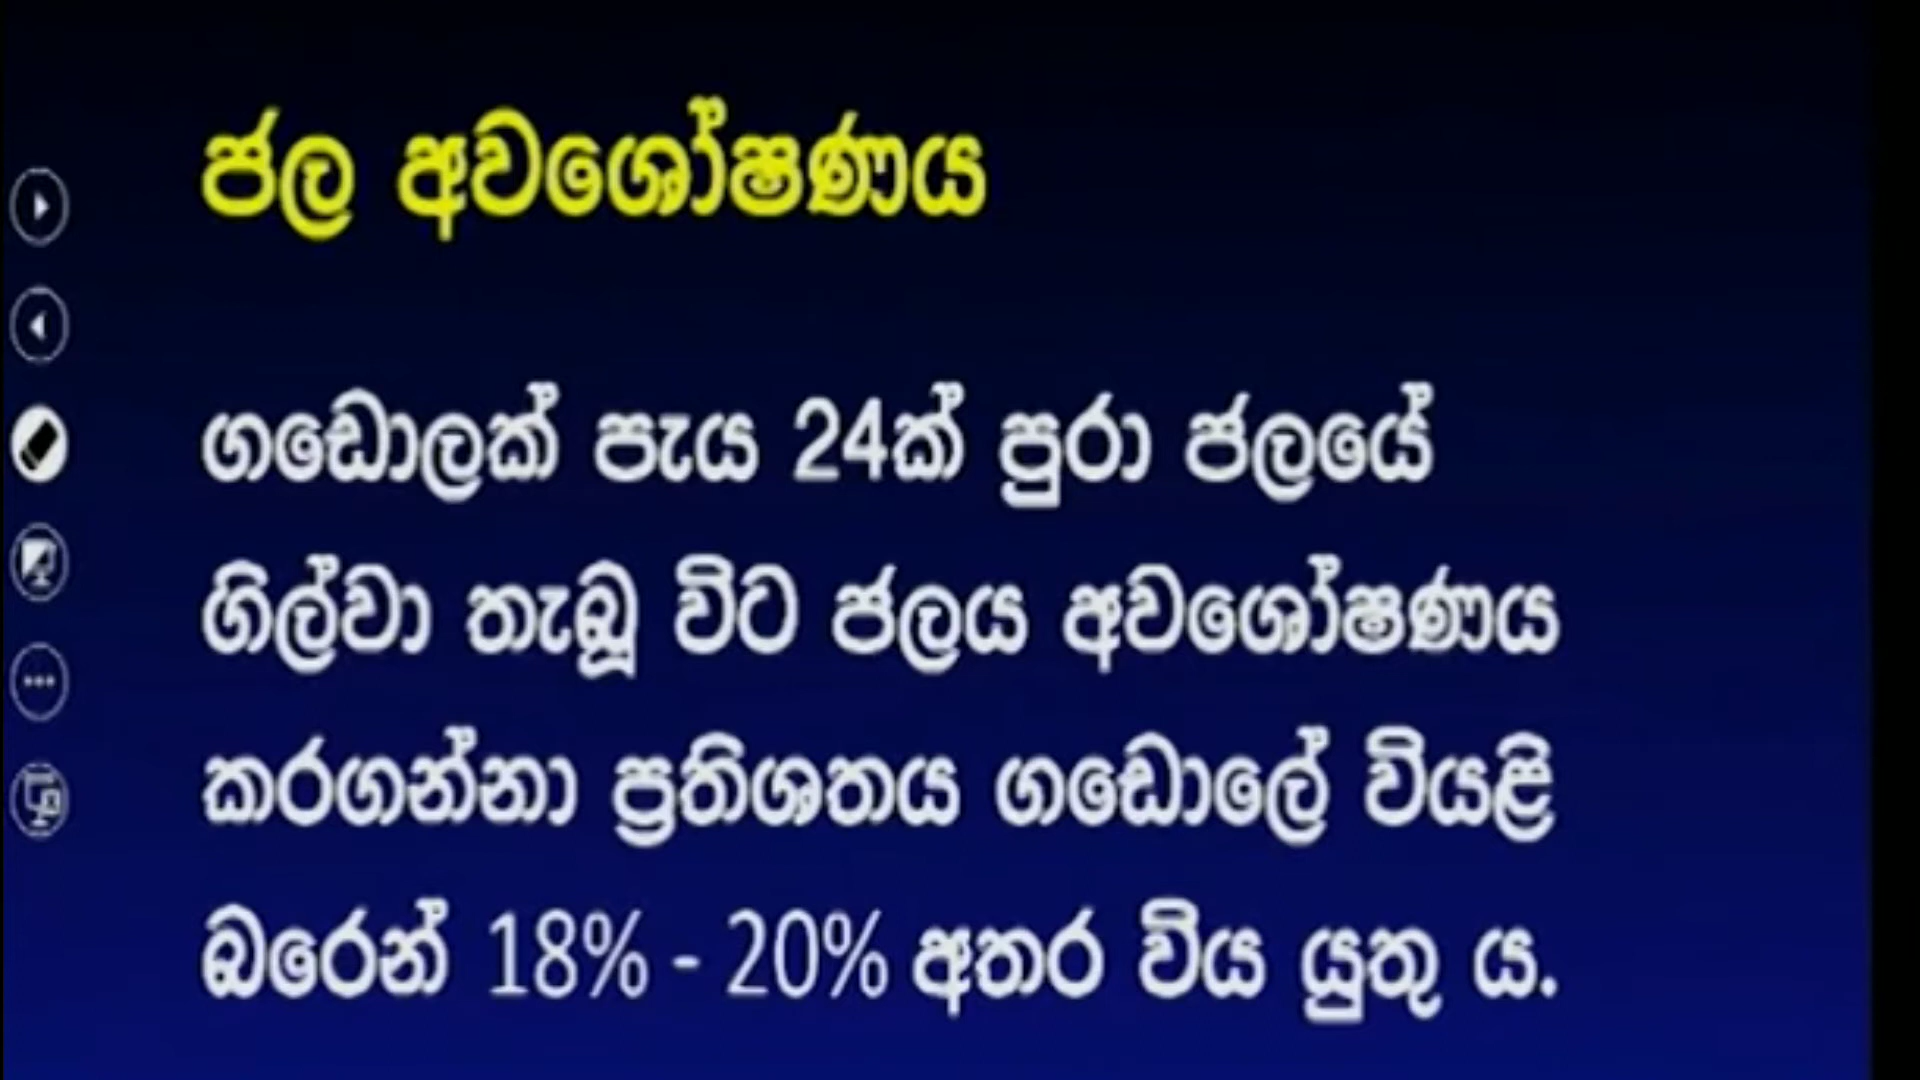 ජල අවශෝෂණය
ගඩොලක් පැය 24ක් පුරා ජලයේ
ගිල්වා තැබූ විට ජලය අවශෝෂණය
කරගන්නා ප්‍රතිශතය ගඩොලේ වියළි
බරෙන් 18% - 20% අතර විය යුතු ය.